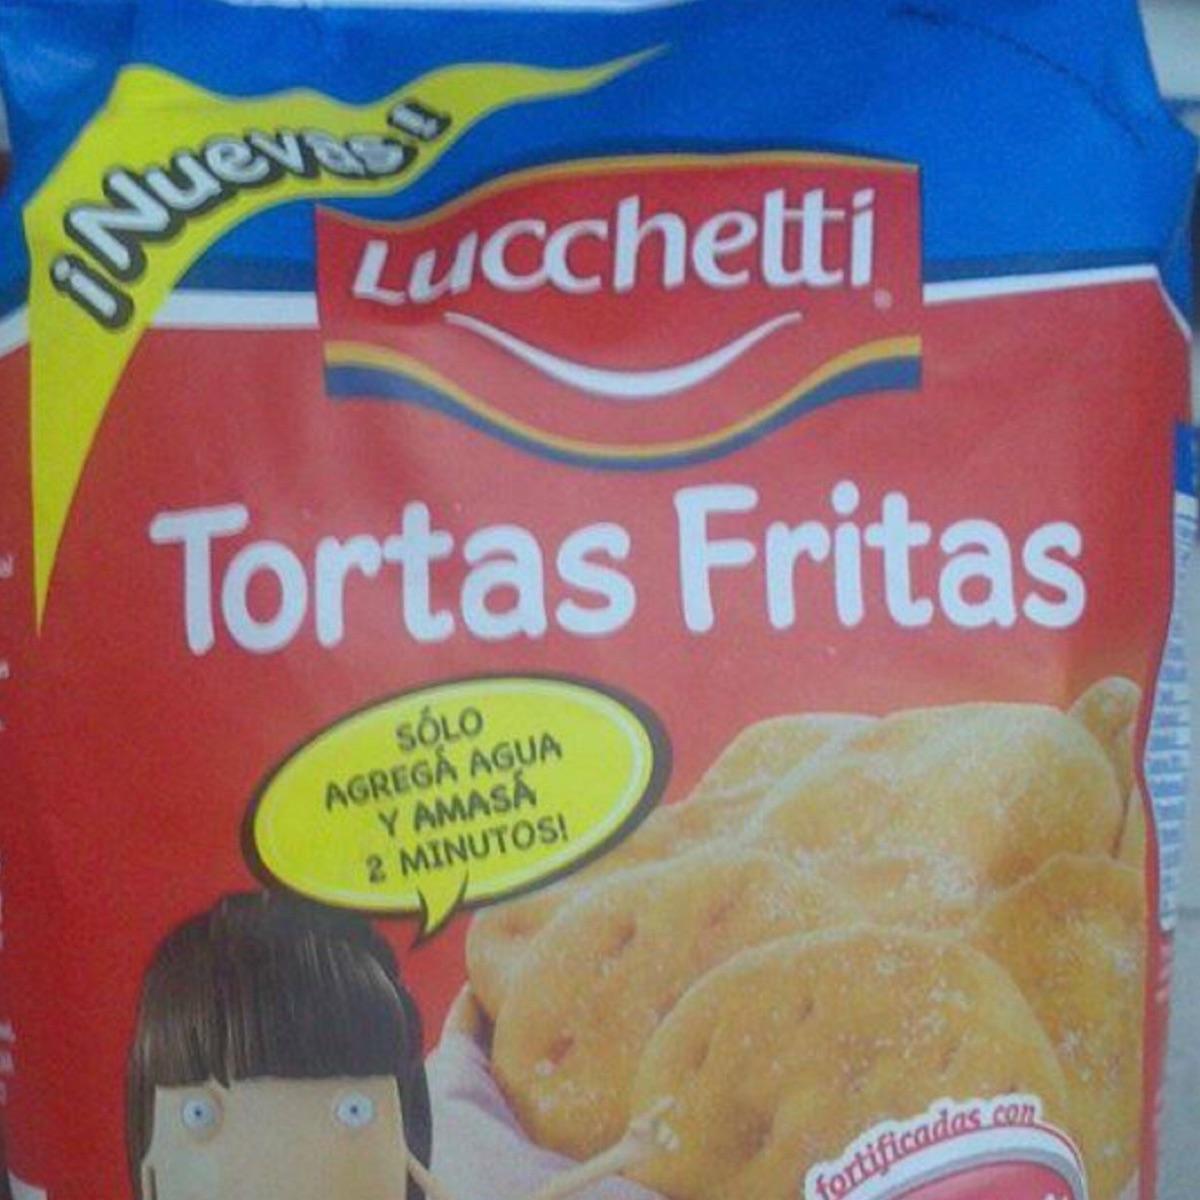 ¡Nuevas!
Lucchetti
Tortas Fritas
SÓLO
AGREGÁ AGUA
Y AMASÁ
2 MINUTOS!
fortificadas con